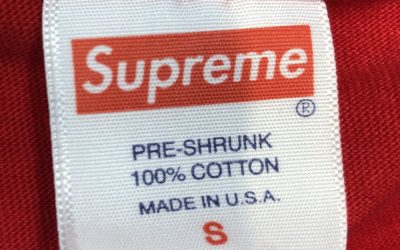 Supreme
®
PRE-SHRUNK
100% COTTON
MADE IN U.S.A.
S